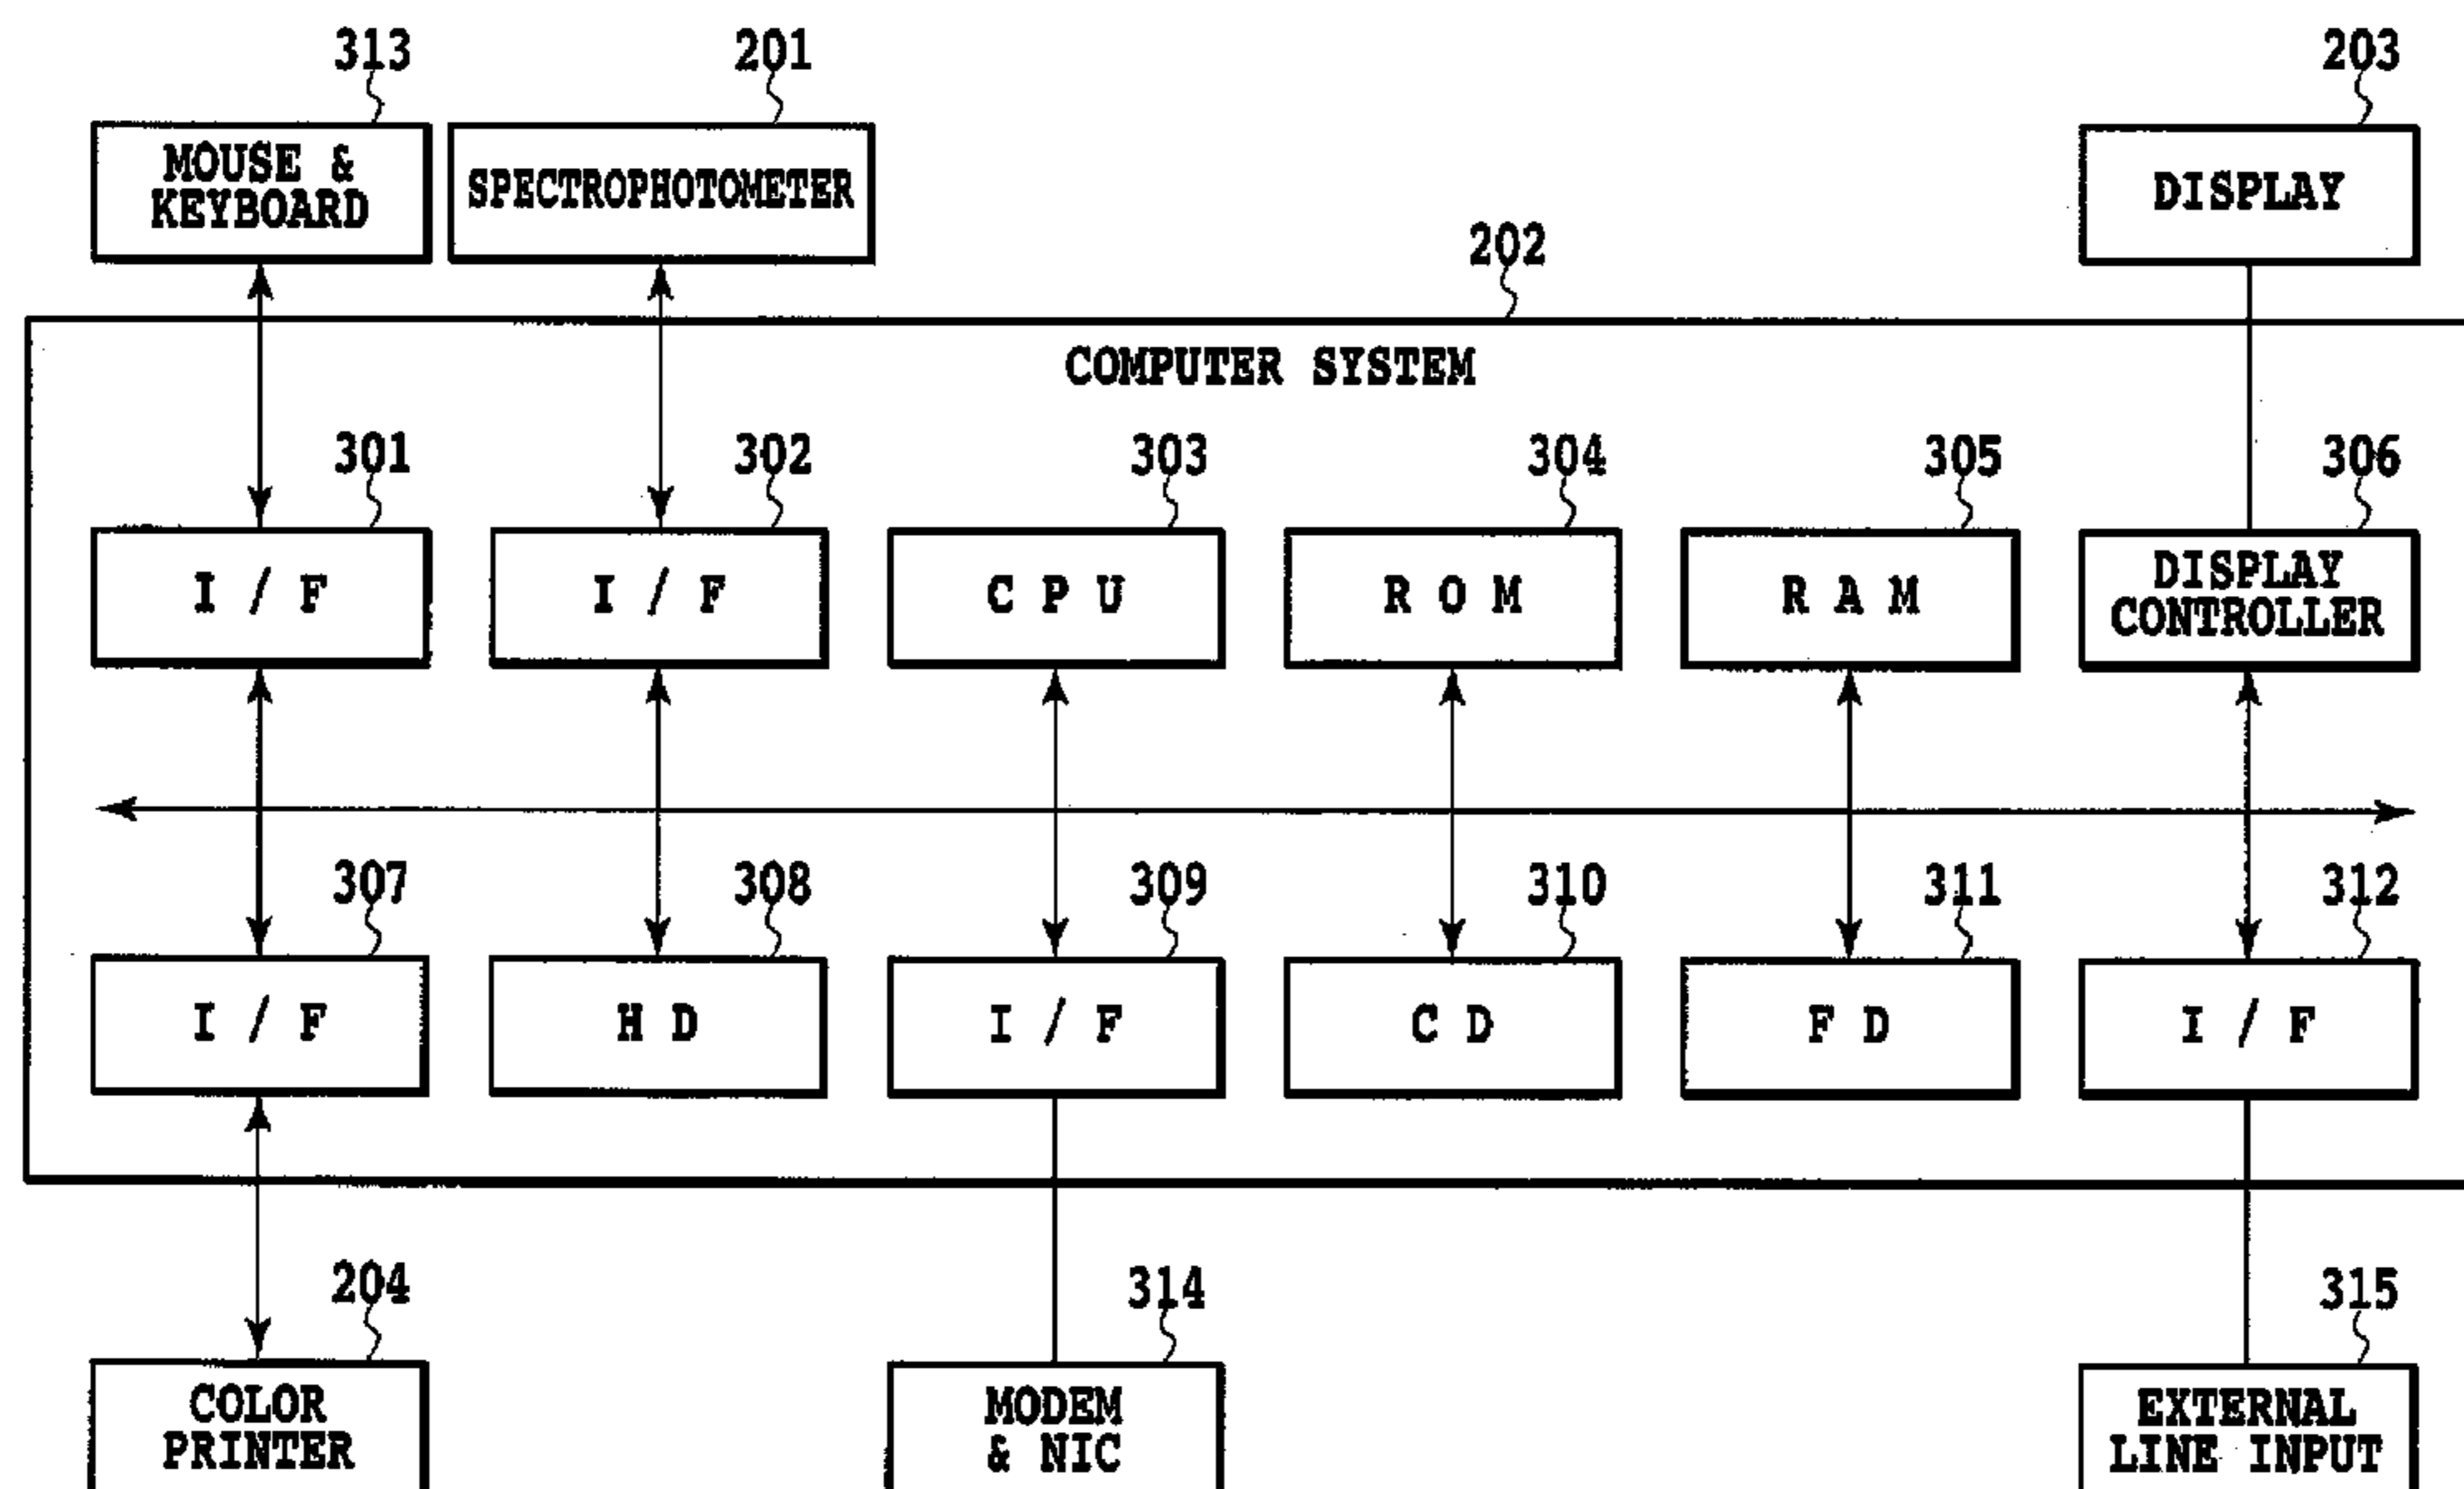 313
201
203
MOUSE &
KEYBOARD
SPECTROPHOTOMETER
DISPLAY
202
COMPUTER SYSTEM
301
302
303
304
305
306
I / F
I / F
C P U
R O M
R A M
DISPLAY
CONTROLLER
307
308
309
310
311
312
I / F
H D
I / F
C D
F D
I / F
204
314
315
COLOR
PRINTER
MODEM
& NIC
EXTERNAL
LINE INPUT